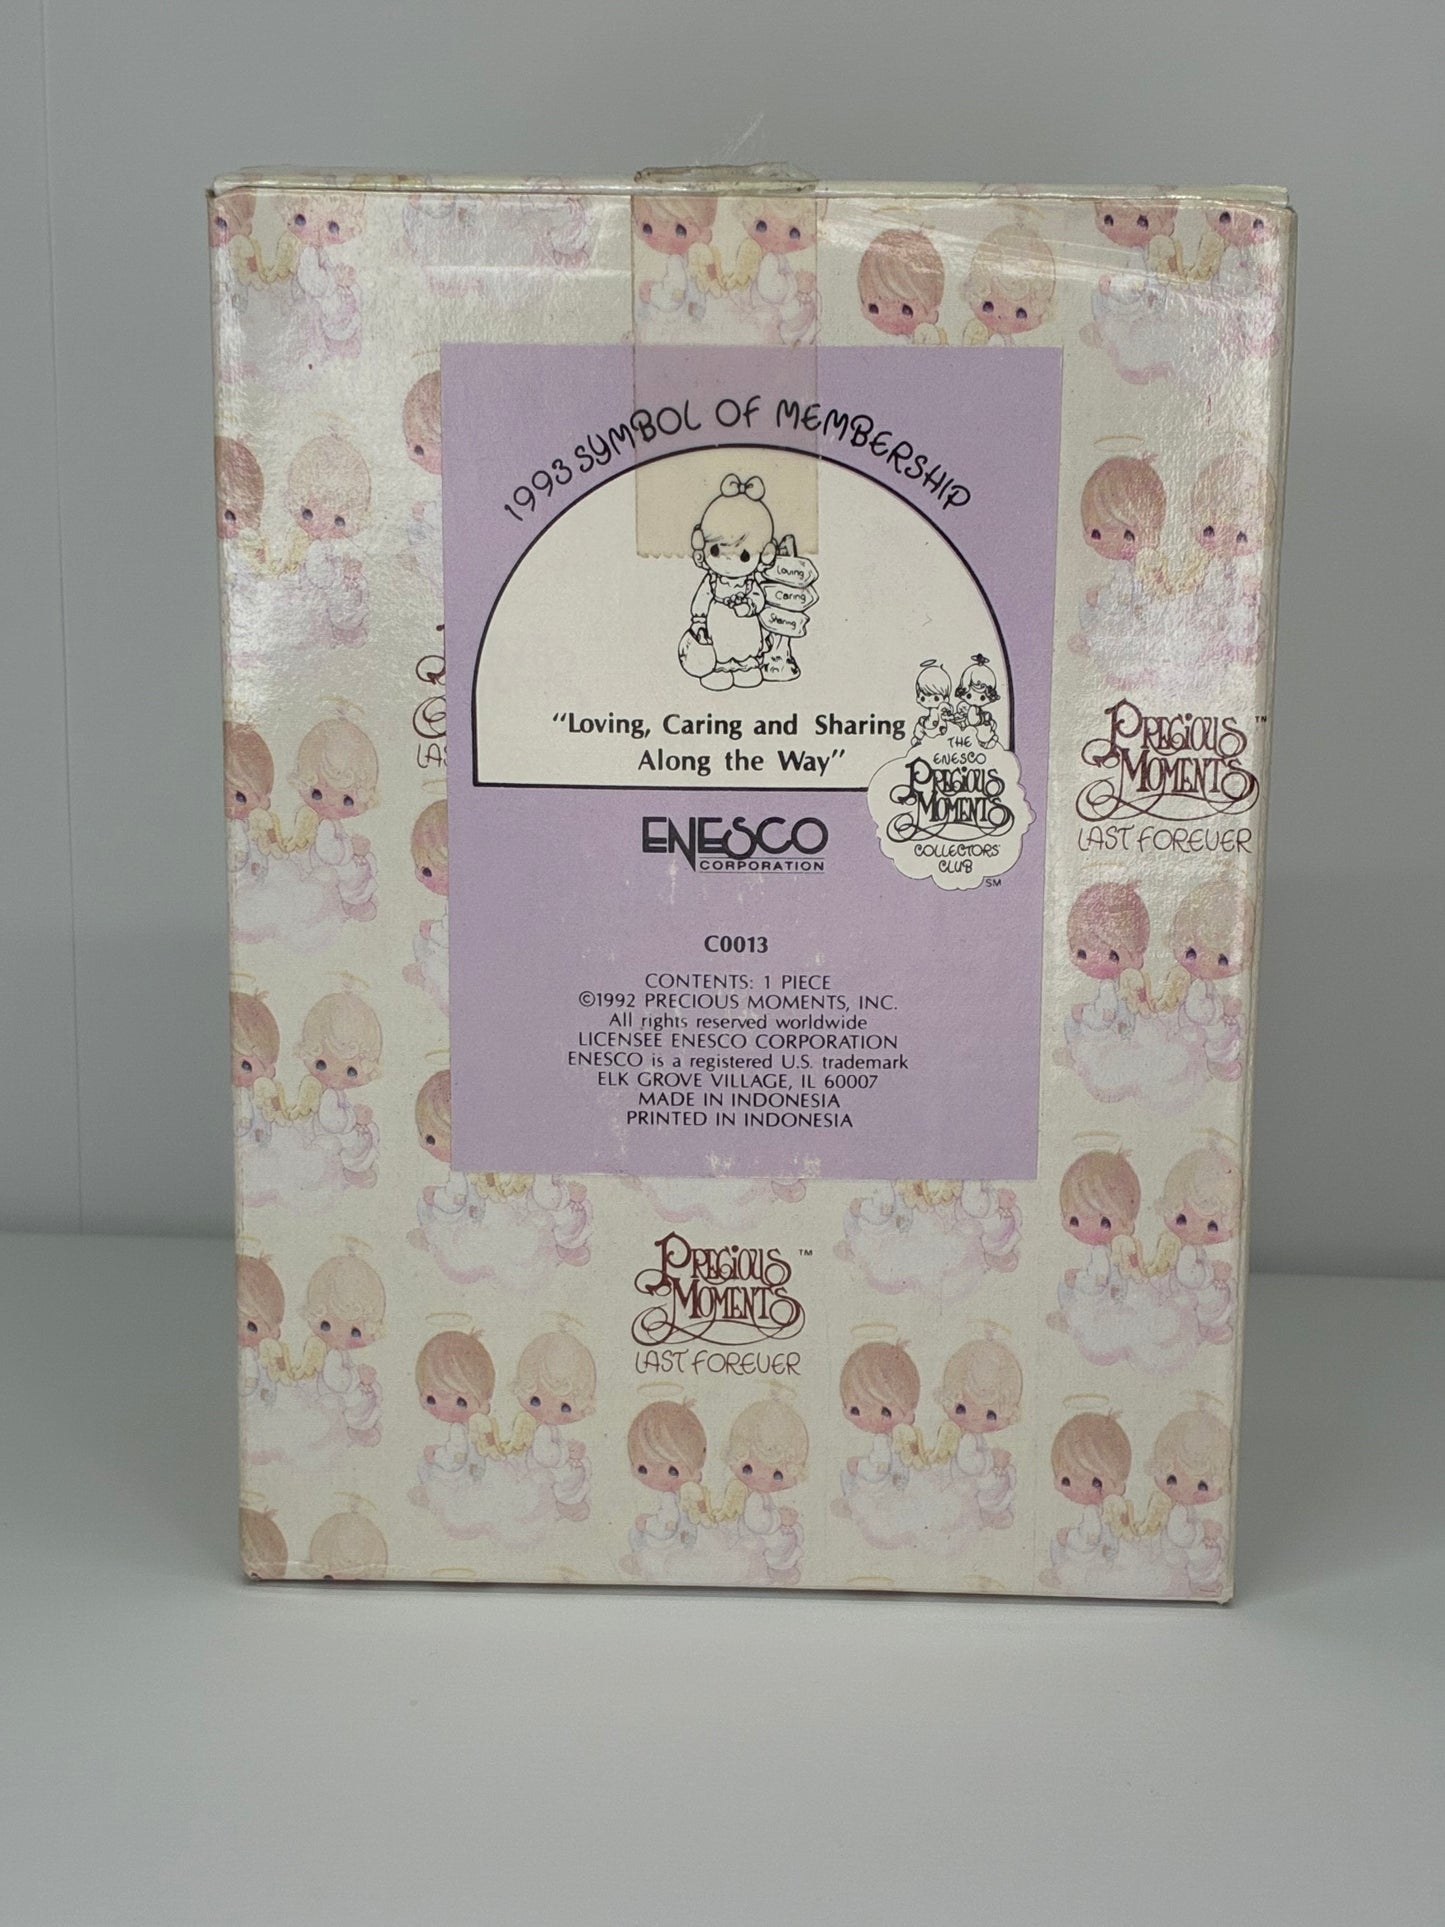 1993 SYMBOL OF MEMBERSHIP
Loving
Caring
Sharing
"Loving, Caring and Sharing
Along the Way"
THE
ENESCO
PRECIOUS
MOMENTS
COLLECTORS'
CLUB
SM
ENESCO
CORPORATION
C0013
CONTENTS: 1 PIECE
©1992 PRECIOUS MOMENTS, INC.
All rights reserved worldwide
LICENSEE ENESCO CORPORATION
ENESCO is a registered U.S. trademark
ELK GROVE VILLAGE, IL 60007
MADE IN INDONESIA
PRINTED IN INDONESIA
PRECIOUS
MOMENTS™
LAST FOREVER
LAS
PRECIOUS™
MOMENTS
LAST FOREVER